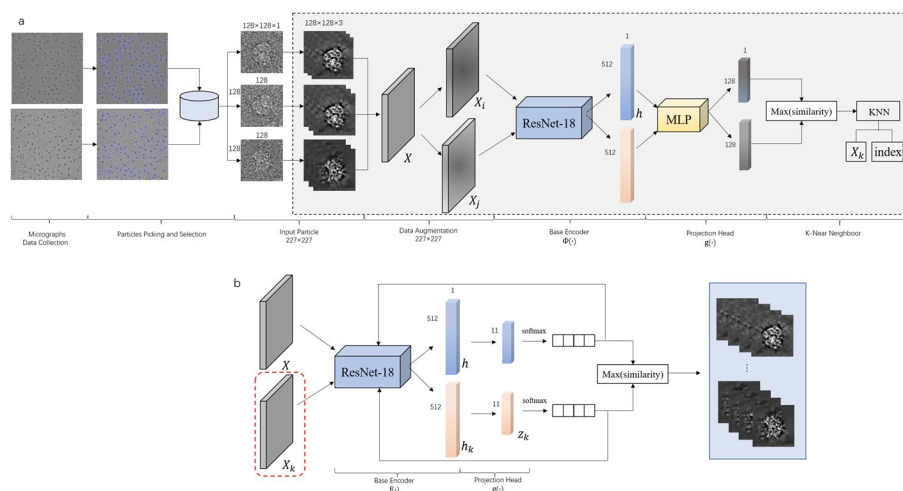 a
128×128×1
128×128×3
128
128
128
128
X
X_i
X_j
ResNet-18
1
512
h
512
MLP
1
128
128
Max(similarity)
KNN
X_k
index
Micrographs
Data Collection
Particles Picking and Selection
Input Particle
227×227
Data Augmentation
227×227
Base Encoder
Φ(·)
Projection Head
g(·)
K-Near Neighboor
b
X
X_k
ResNet-18
1
512
h
512
h_k
11
11
z_k
softmax
softmax
Max(similarity)
Base Encoder
f(·)
Projection Head
g(·)